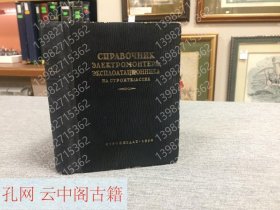 СПРАВОЧНИК
ЭЛЕКТРОМОНТЕРА
ЭКСПЛОАТАЦИОННИКА
НА СТРОИТЕЛЬСТВЕ
13982715362
孔网 云中阁古籍